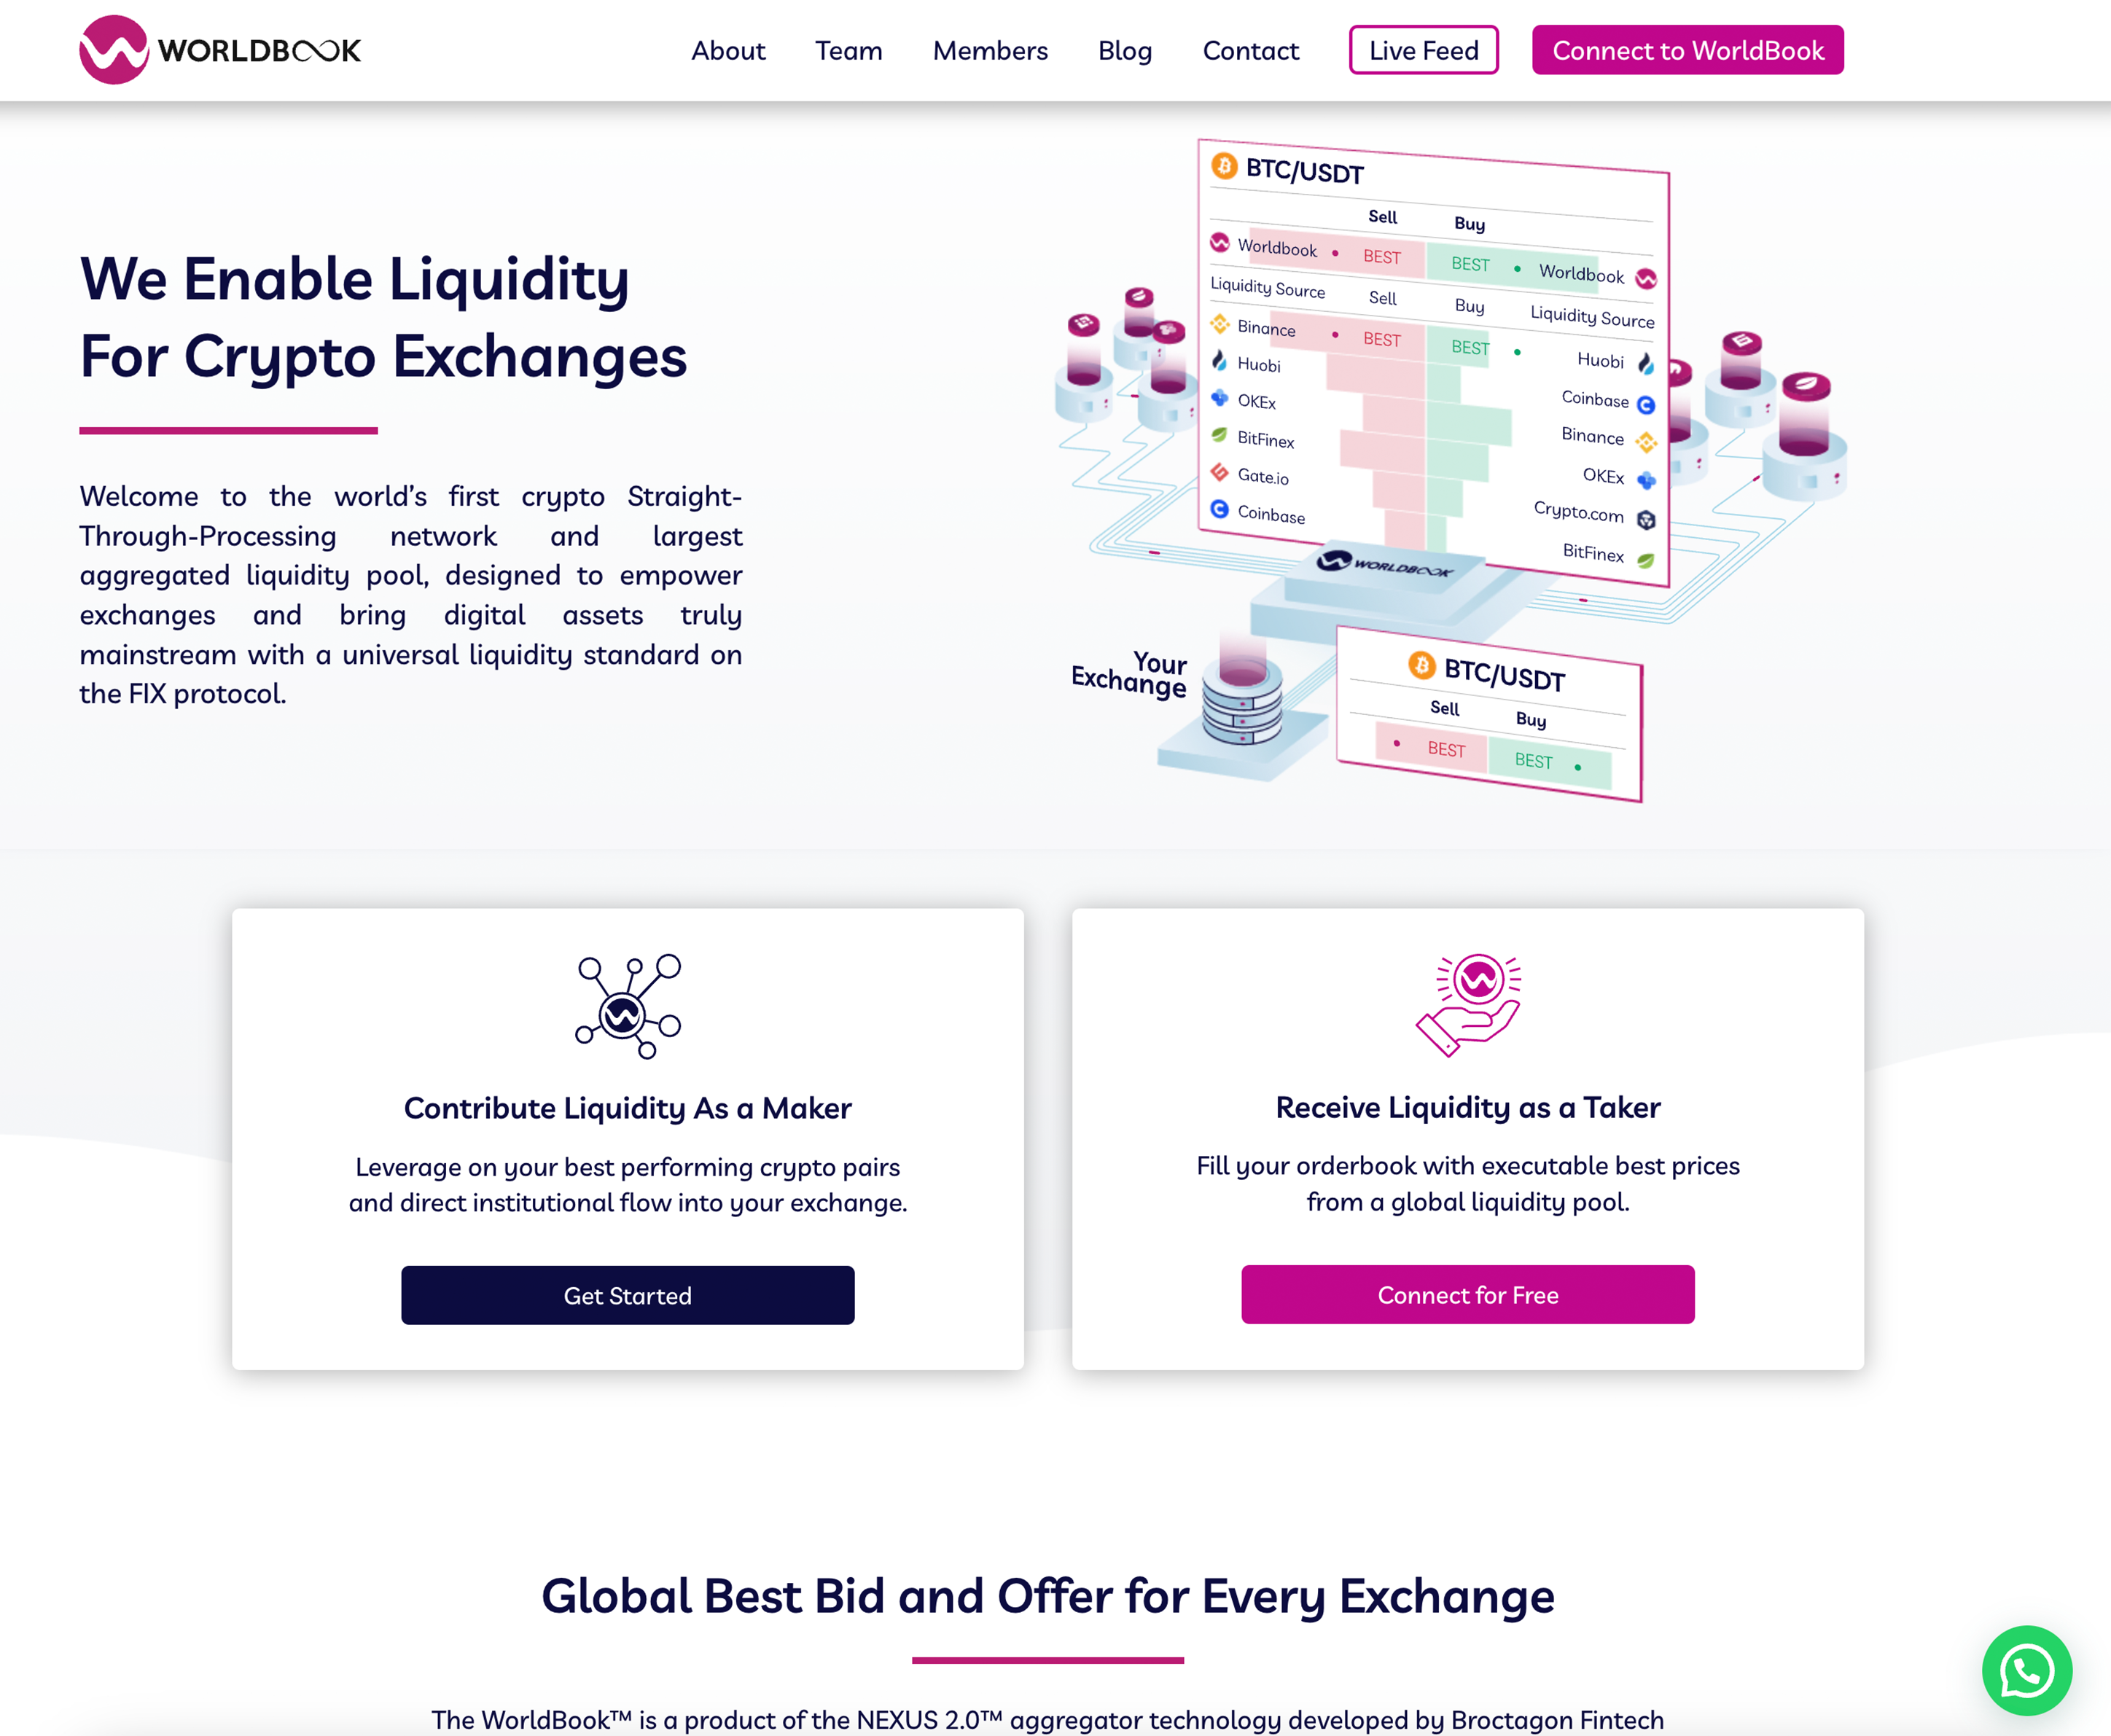 WORLDBOOK
About Team Members Blog Contact Live Feed Connect to WorldBook
We Enable Liquidity
For Crypto Exchanges
Welcome to the world’s first crypto Straight-
Through-Processing network and largest
aggregated liquidity pool, designed to empower
exchanges and bring digital assets truly
mainstream with a universal liquidity standard on
the FIX protocol.
BTC/USDT
Sell Buy
Worldbook BEST BEST Worldbook
Liquidity Source Sell Buy Liquidity Source
Binance BEST BEST Huobi
Huobi Coinbase
OKEx Binance
BitFinex OKEx
Gate.io Crypto.com
Coinbase BitFinex
WORLDBOOK
Your
Exchange
BTC/USDT
Sell Buy
BEST BEST
Contribute Liquidity As a Maker
Leverage on your best performing crypto pairs
and direct institutional flow into your exchange.
Get Started
Receive Liquidity as a Taker
Fill your orderbook with executable best prices
from a global liquidity pool.
Connect for Free
Global Best Bid and Offer for Every Exchange
The WorldBook™ is a product of the NEXUS 2.0™ aggregator technology developed by Broctagon Fintech